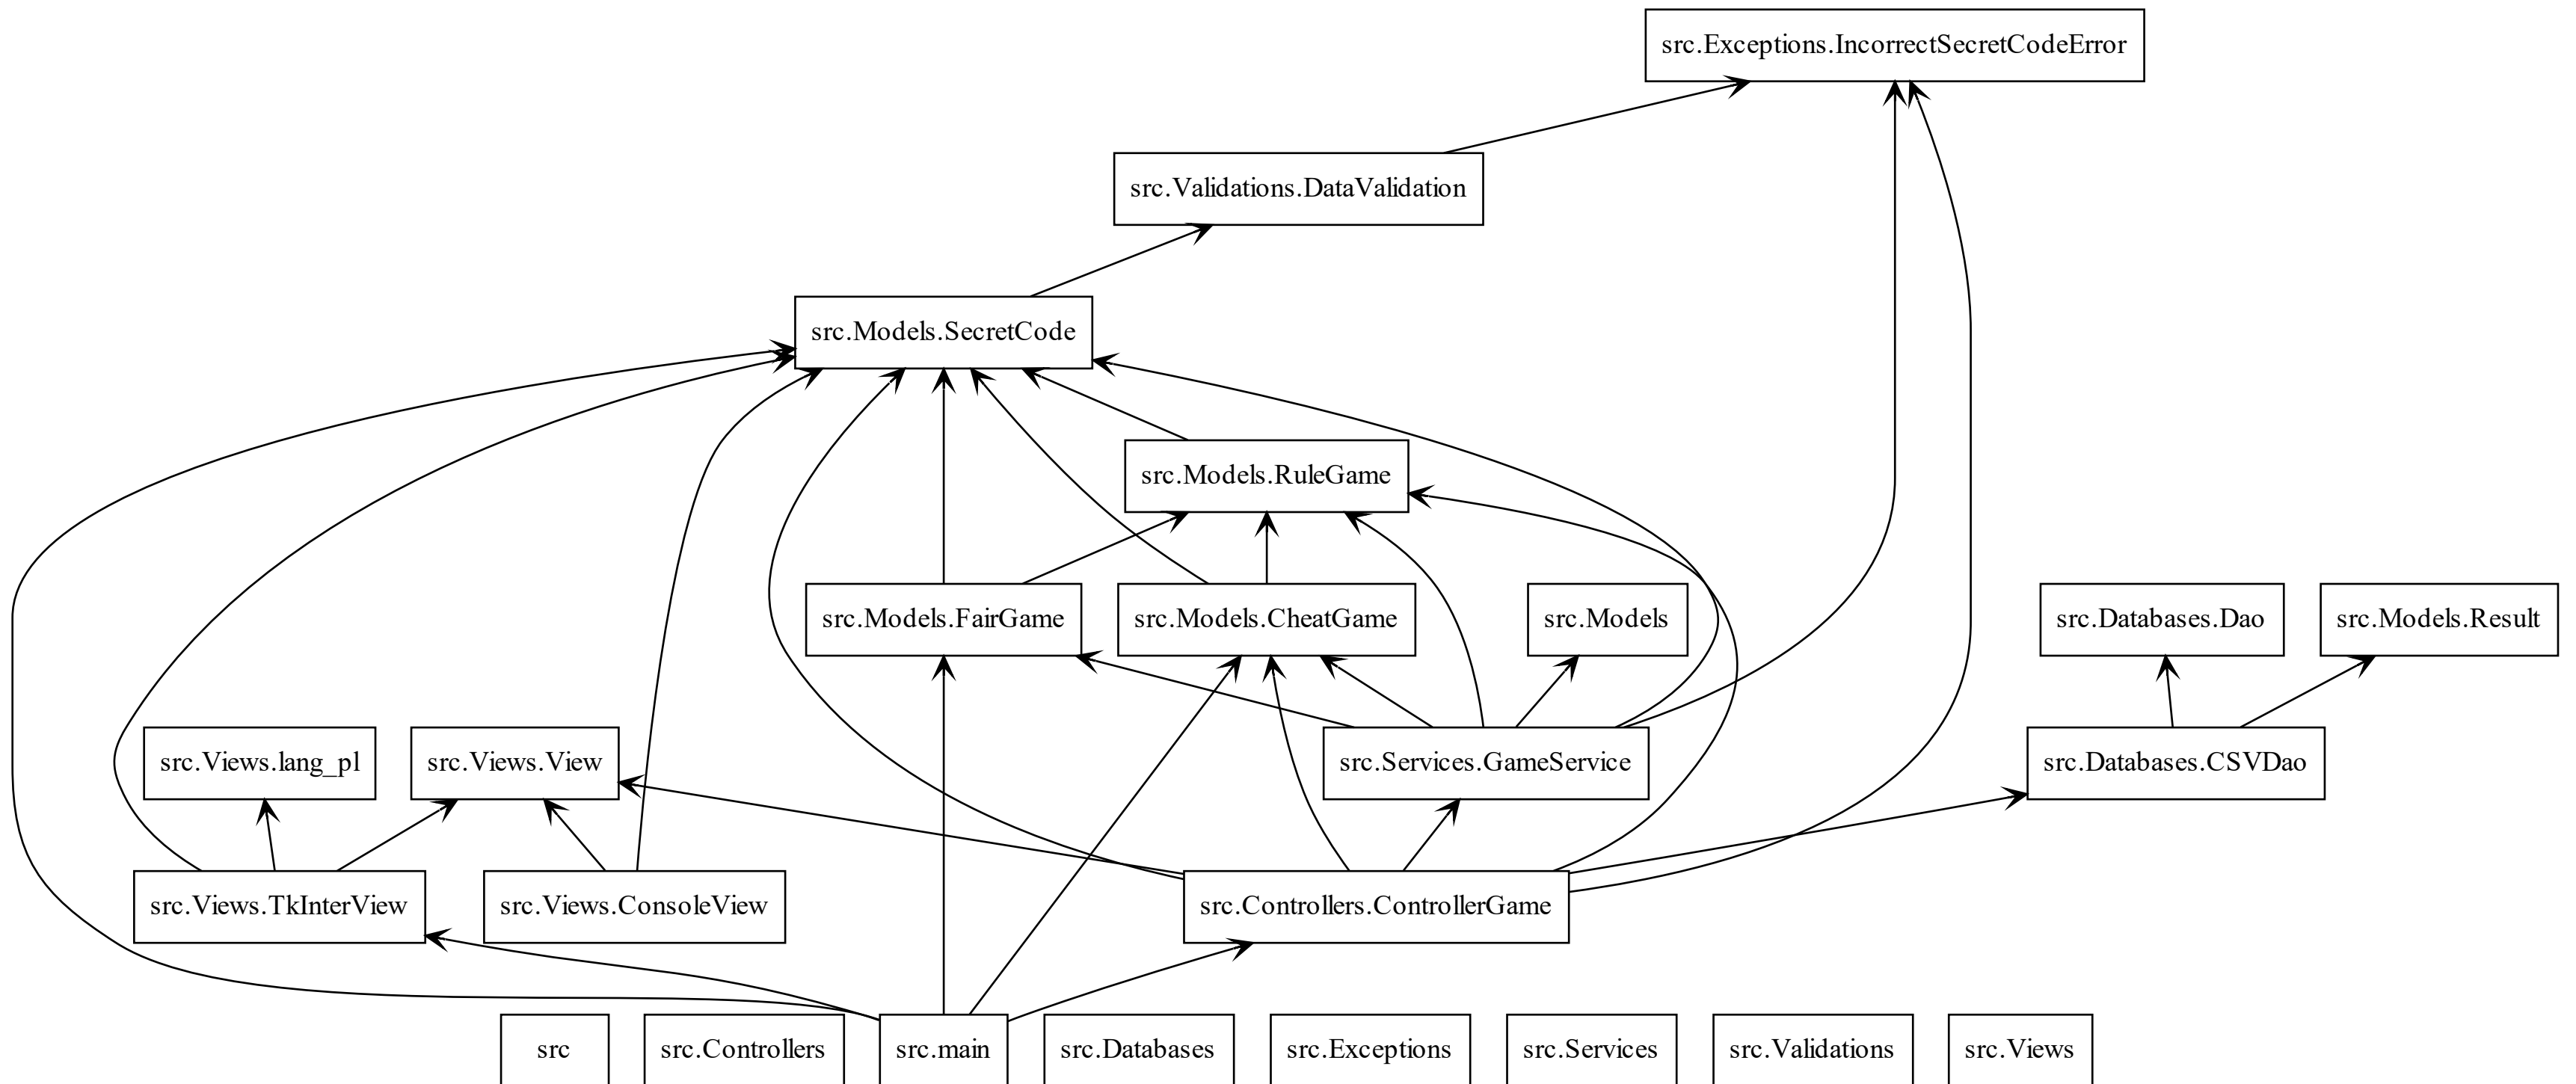 src.Exceptions.IncorrectSecretCodeError
src.Validations.DataValidation
src.Models.SecretCode
src.Models.RuleGame
src.Models.FairGame
src.Models.CheatGame
src.Models
src.Databases.Dao
src.Models.Result
src.Views.lang_pl
src.Views.View
src.Services.GameService
src.Databases.CSVDao
src.Views.TkInterView
src.Views.ConsoleView
src.Controllers.ControllerGame
src
src.Controllers
src.main
src.Databases
src.Exceptions
src.Services
src.Validations
src.Views